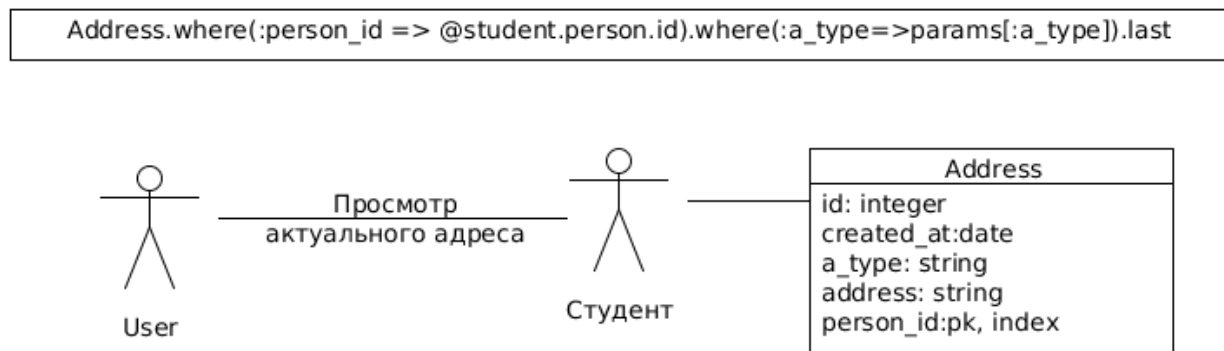 Address.where(:person_id => @student.person.id).where(:a_type=>params[:a_type]).last
Просмотр
актуального адреса
User
Студент
Address
id: integer
created_at:date
a_type: string
address: string
person_id:pk, index